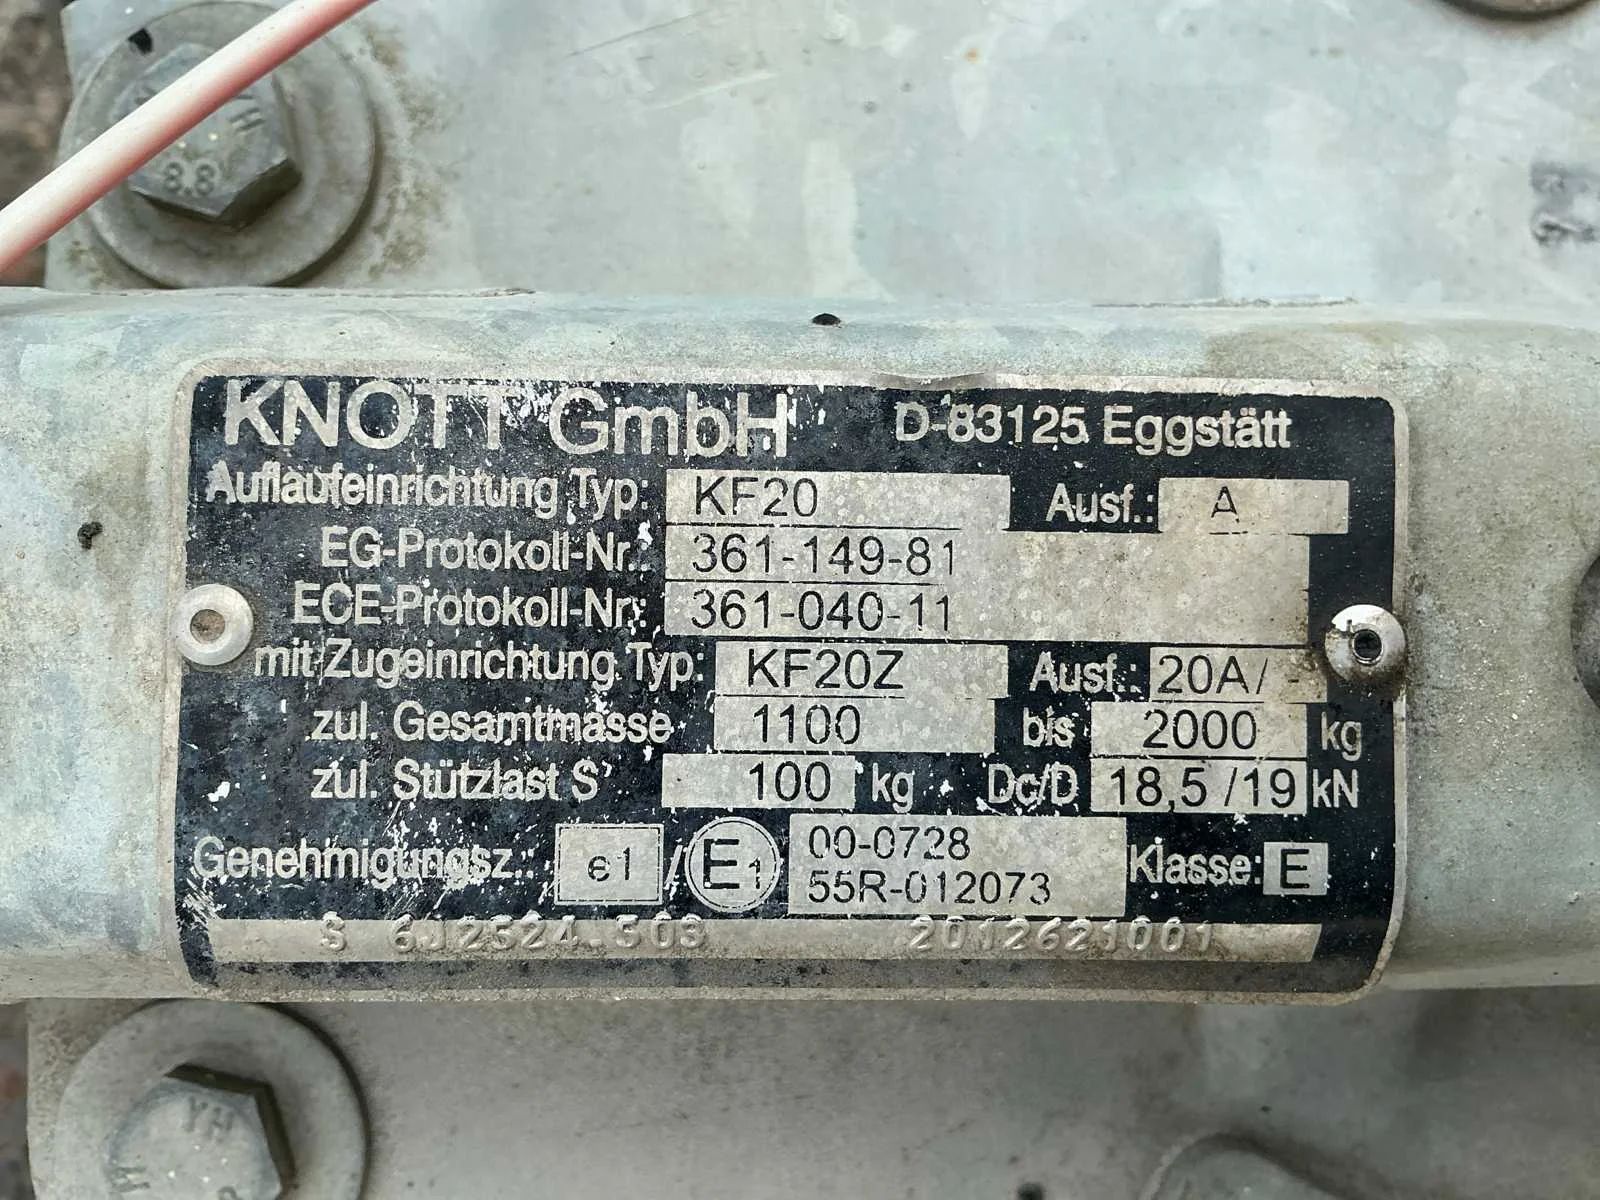 8.8
KNOTT GmbH D-83125 Eggstätt
Auflaufeinrichtung Typ: KF20 Ausf.: A
EG-Protokoll-Nr.: 361-149-81
ECE-Protokoll-Nr.: 361-040-11
mit Zugeinrichtung Typ: KF20Z Ausf.: 20A/
zul. Gesamtmasse 1100 bis 2000 kg
zul. Stützlast S 100 kg Dc/D 18,5/19 kN
Genehmigungsz.: e1 / E1 00-0728
55R-012073 Klasse: E
S 6J2524.503 2012621001
YH